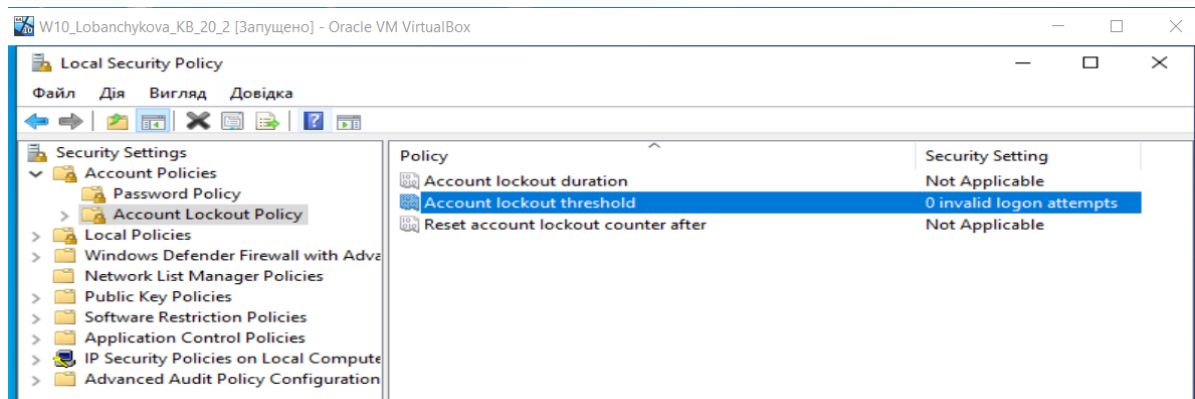 W10_Lobanchykova_KB_20_2 [Запущено] - Oracle VM VirtualBox
Local Security Policy
Файл Дія Вигляд Довідка
Security Settings
Account Policies
Password Policy
Account Lockout Policy
Local Policies
Windows Defender Firewall with Adva
Network List Manager Policies
Public Key Policies
Software Restriction Policies
Application Control Policies
IP Security Policies on Local Compute
Advanced Audit Policy Configuration
Policy Security Setting
Account lockout duration Not Applicable
Account lockout threshold 0 invalid logon attempts
Reset account lockout counter after Not Applicable